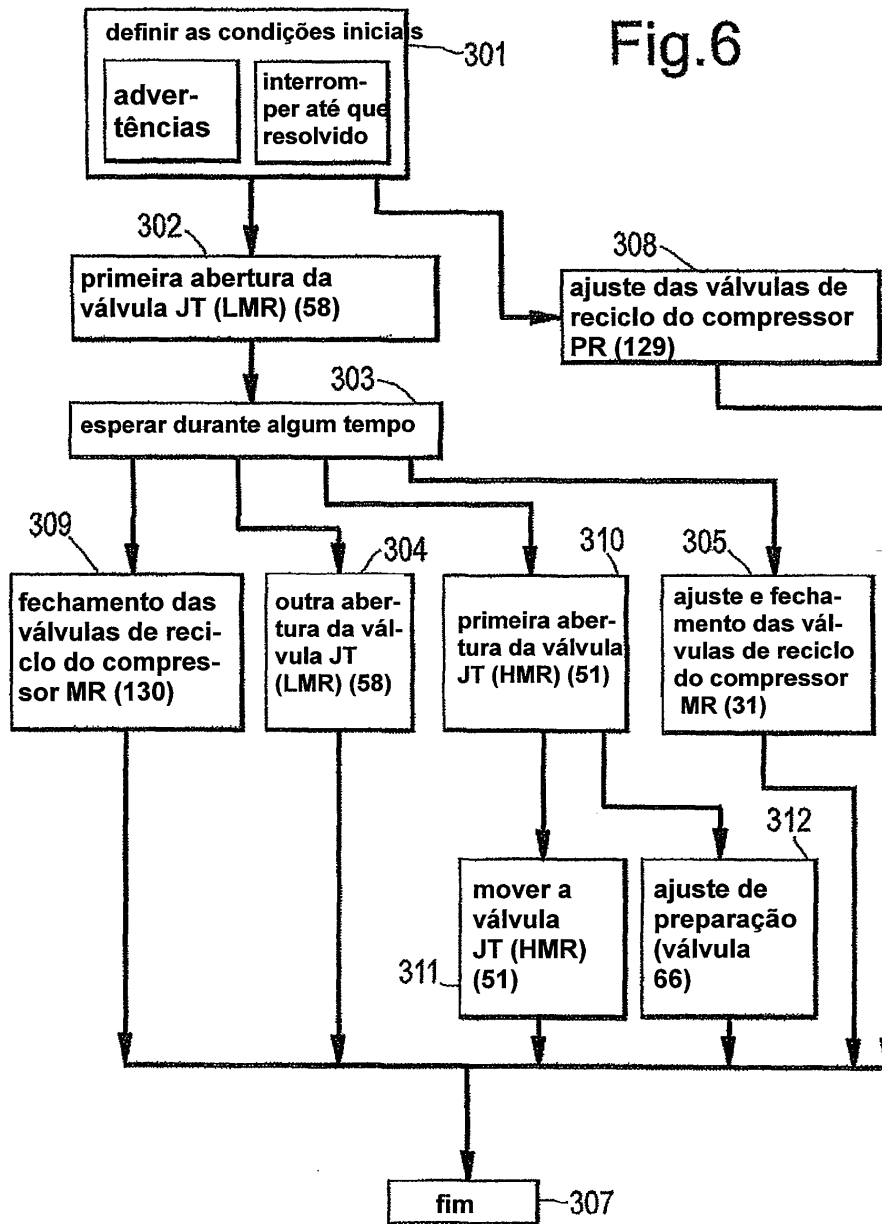 Fig.6
definir as condições iniciais
301
adver-
tências
interrom-
per até que
resolvido
302
primeira abertura da
válvula JT (LMR) (58)
308
ajuste das válvulas de
reciclo do compressor
PR (129)
303
esperar durante algum tempo
309
fechamento das
válvulas de reci-
clo do compres-
sor MR (130)
304
outra aber-
tura da vál-
vula JT
(LMR) (58)
310
primeira aber-
tura da válvula
JT (HMR) (51)
305
ajuste e fecha-
mento das vál-
vulas de reciclo
do compressor
MR (31)
311
mover a
válvula
JT (HMR)
(51)
312
ajuste de
preparação
(válvula
66)
fim
307